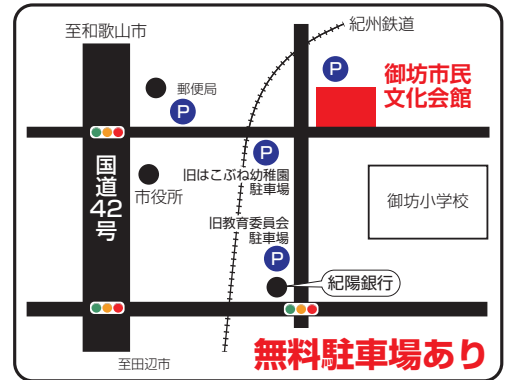 至和歌山市
紀州鉄道
P
郵便局
P
御坊市民
文化会館
国道42号
P
旧はこぶね幼稚園
駐車場
市役所
御坊小学校
旧教育委員会
駐車場
P
紀陽銀行
至田辺市
無料駐車場あり